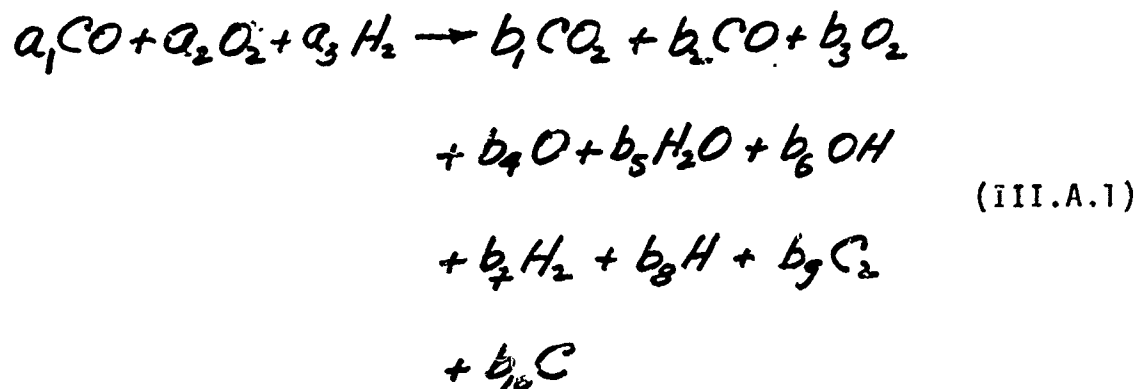 a₁CO + a₂O₂ + a₃H₂ → b₁CO₂ + b₂CO + b₃O₂
+ b₄O + b₅H₂O + b₆OH
(III.A.1)
+ b₇H₂ + b₈H + b₉C₂
+ b₁₀C